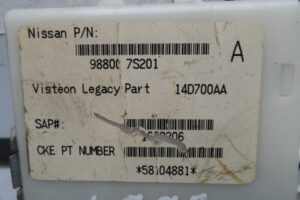 Nissan P/N:
98800 7S201
A
Visteon Legacy Part 14D700AA
SAP#:
CKE PT NUMBER
*58104881*